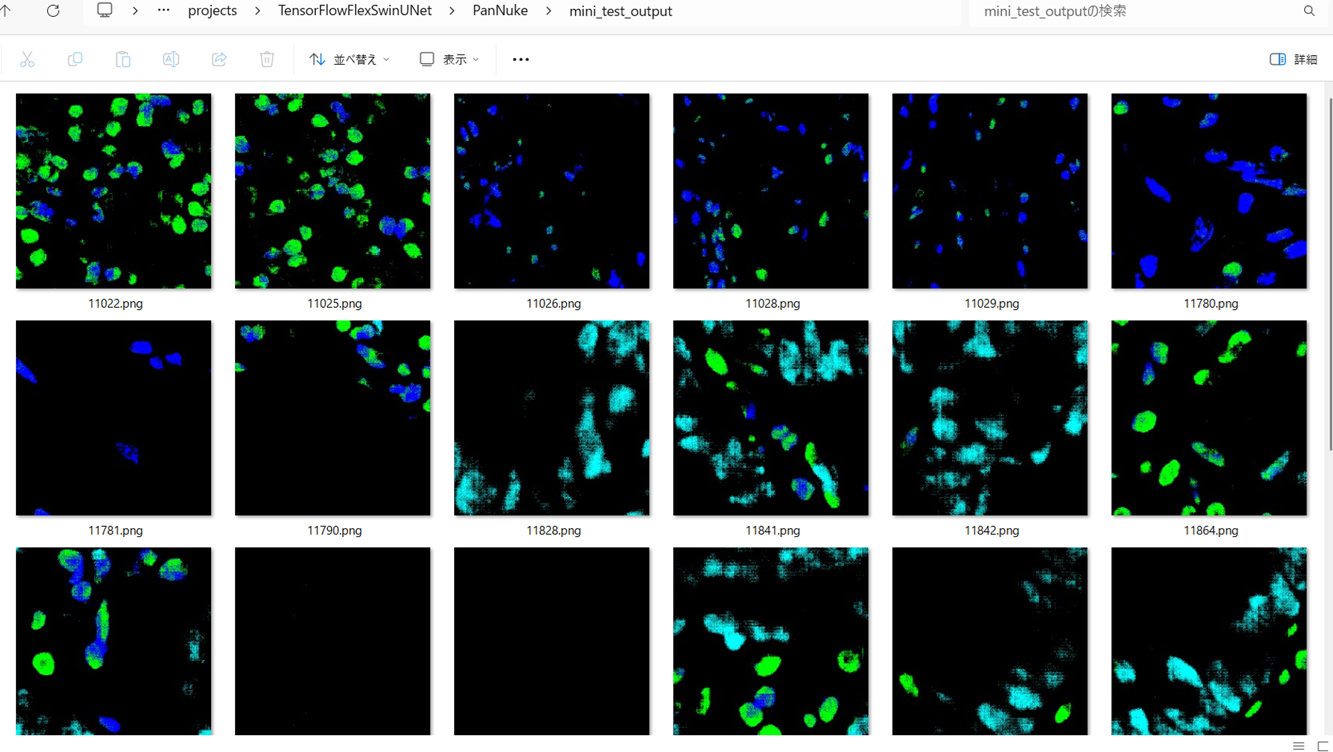 projects > TensorFlowFlexSwinUNet > PanNuke > mini_test_output
mini_test_outputの検索
並べ替え
表示
詳細
11022.png
11025.png
11026.png
11028.png
11029.png
11780.png
11781.png
11790.png
11828.png
11841.png
11842.png
11864.png